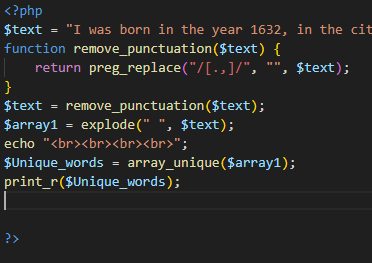 <?php
$text = "I was born in the year 1632, in the cit
function remove_punctuation($text) {
    return preg_replace("/[.,]/", "", $text);
}
$text = remove_punctuation($text);
$array1 = explode(" ", $text);
echo "<br><br><br><br>";
$Unique_words = array_unique($array1);
print_r($Unique_words);
?>